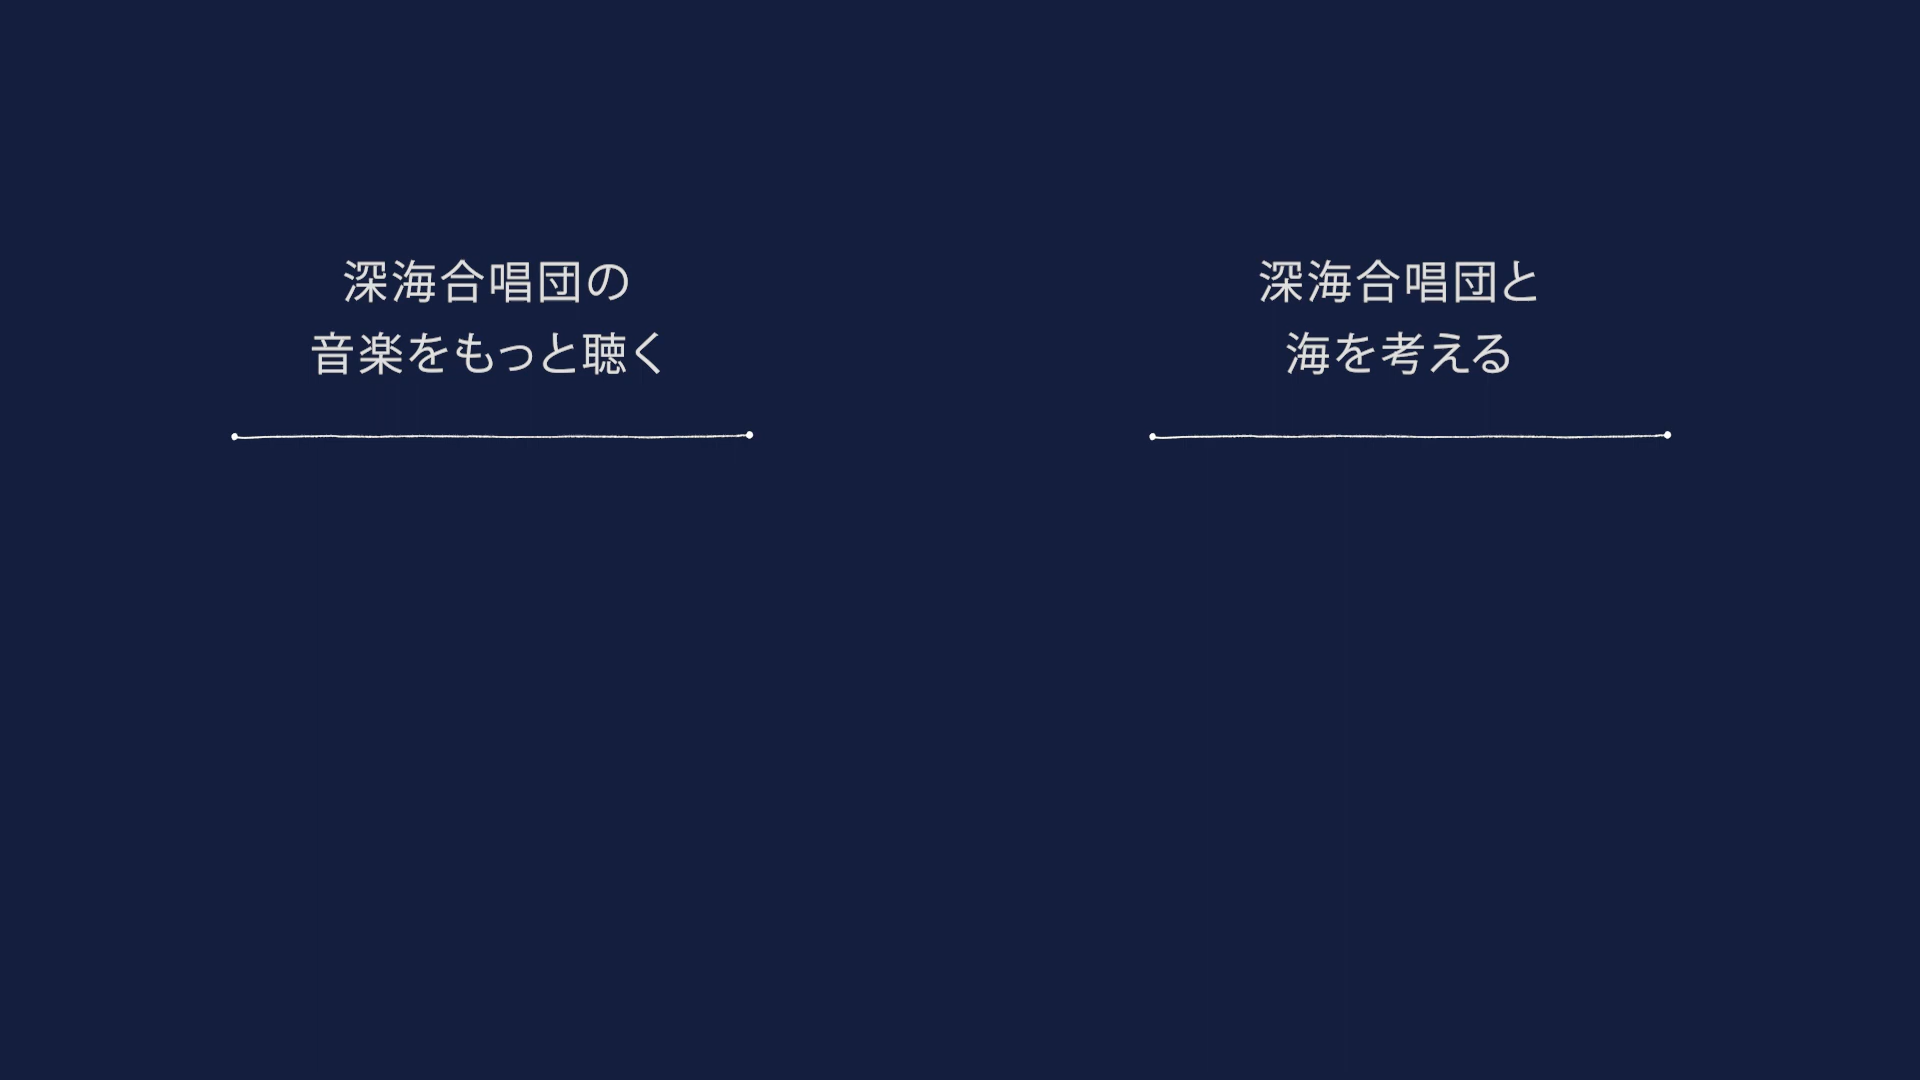 深海合唱団の
音楽をもっと聴く
深海合唱団と
海を考える